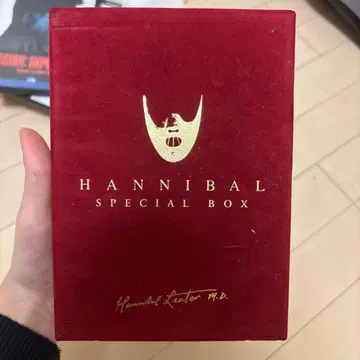 HANNIBAL
SPECIAL BOX
Hannibal Lecter M.D.